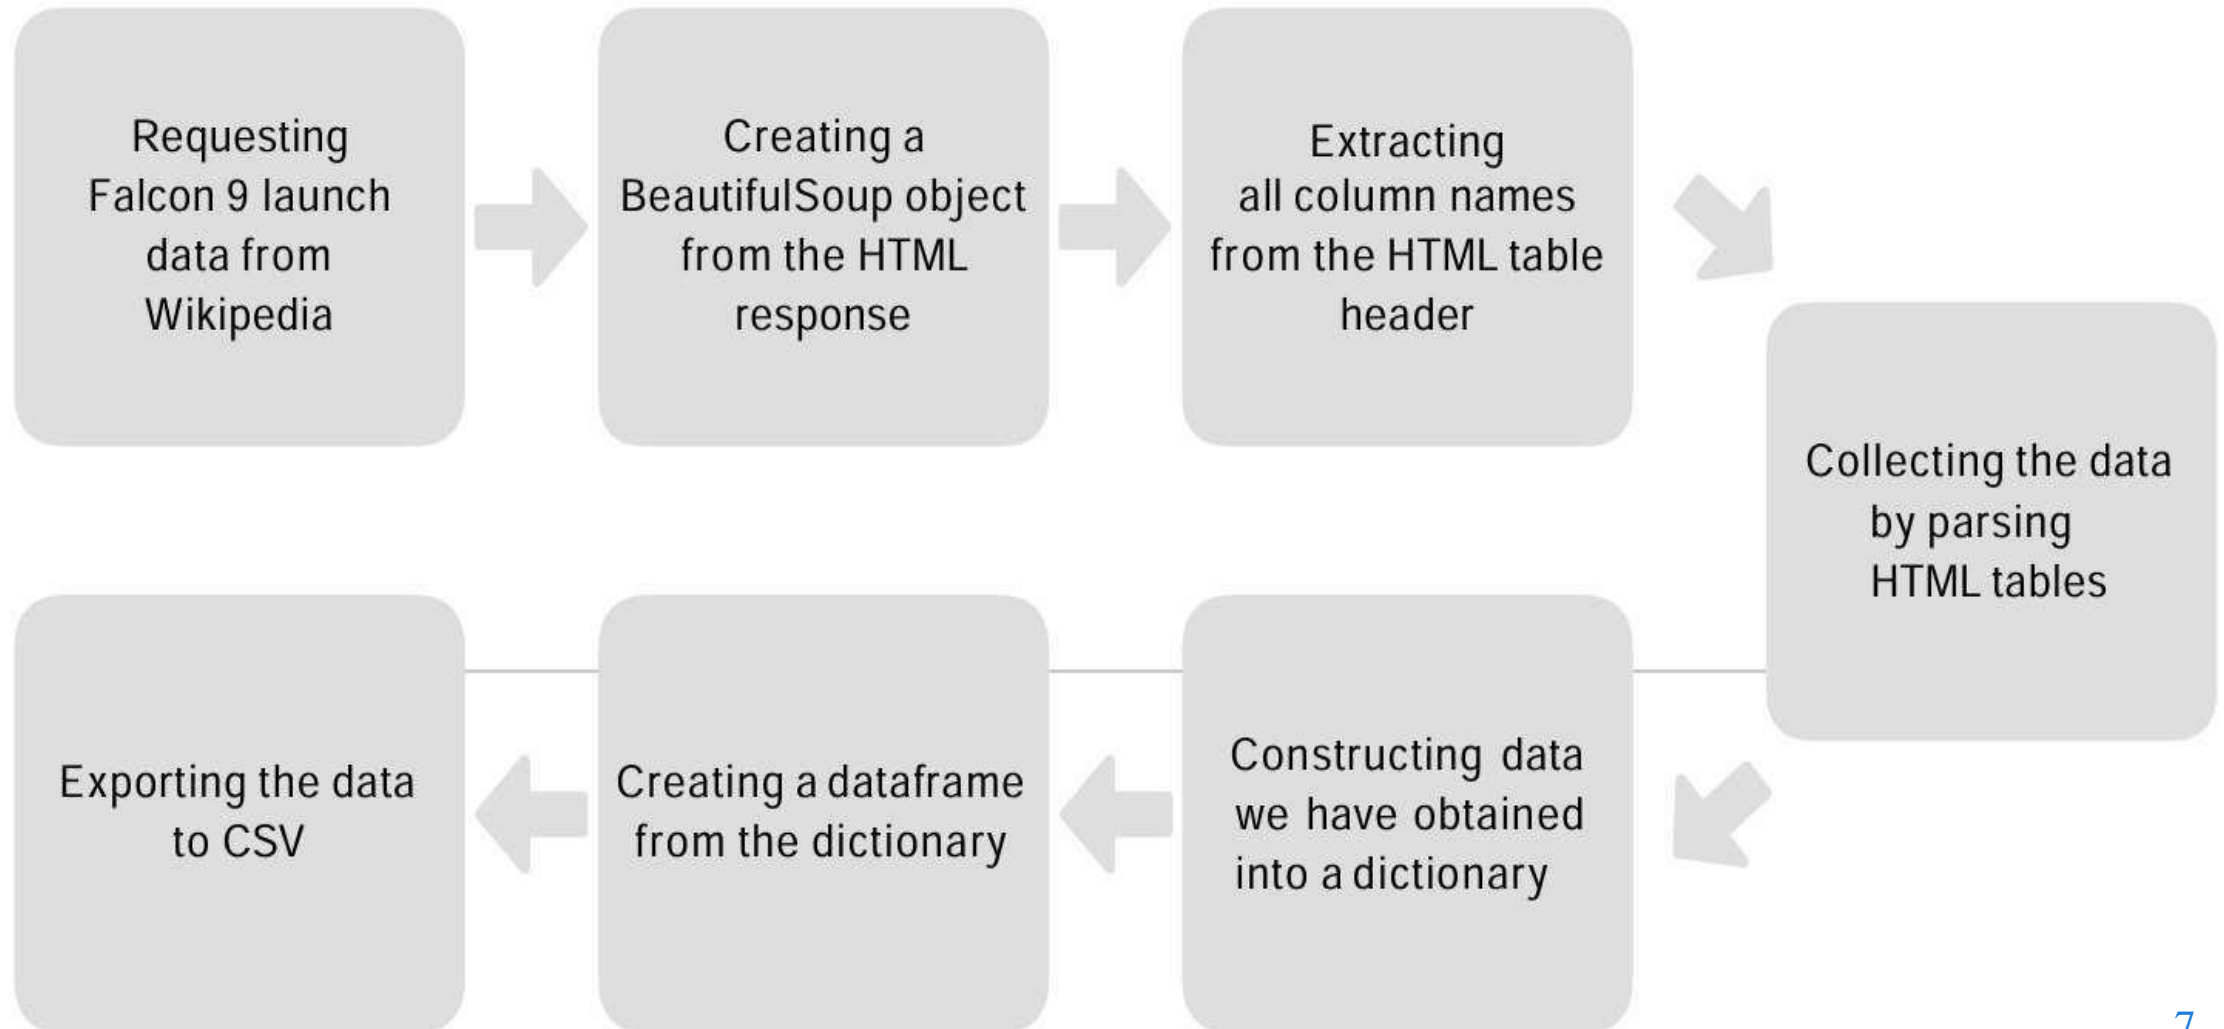 Requesting
Falcon 9 launch
data from
Wikipedia
Creating a
BeautifulSoup object
from the HTML
response
Extracting
all column names
from the HTML table
header
Collecting the data
by parsing
HTML tables
Constructing data
we have obtained
into a dictionary
Creating a dataframe
from the dictionary
Exporting the data
to CSV
7